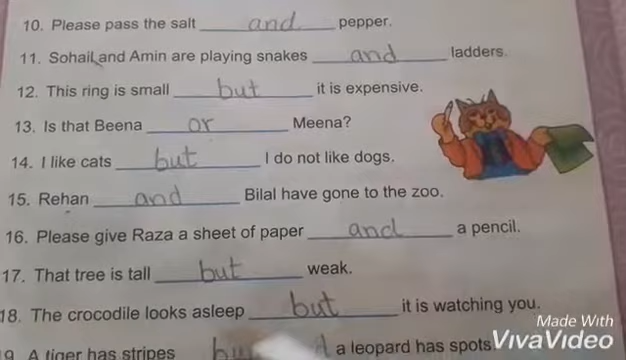 10. Please pass the salt and pepper.
11. Sohail and Amin are playing snakes and ladders.
12. This ring is small but it is expensive.
13. Is that Beena or Meena?
14. I like cats but I do not like dogs.
15. Rehan and Bilal have gone to the zoo.
16. Please give Raza a sheet of paper and a pencil.
17. That tree is tall but weak.
18. The crocodile looks asleep but it is watching you.
A tiger has stripes a leopard has spots.
Made With
VivaVideo